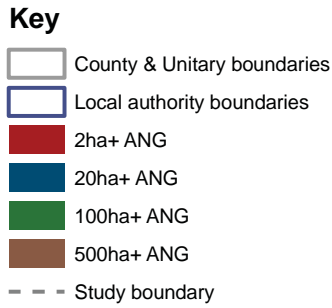 Key
County & Unitary boundaries
Local authority boundaries
2ha+ ANG
20ha+ ANG
100ha+ ANG
500ha+ ANG
Study boundary